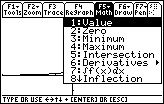 F1▾ F2▾ F3 F4 F5▾ F6▾ F7▾
Tools Zoom Trace ReGraph Math Draw Pen
1:Value
2:Zero
3:Minimum
4:Maximum
5:Intersection
6:Derivatives ▸
7:∫f(x)dx
8↓Inflection
TYPE OR USE ←→↑↓ + [ENTER] OR [ESC]